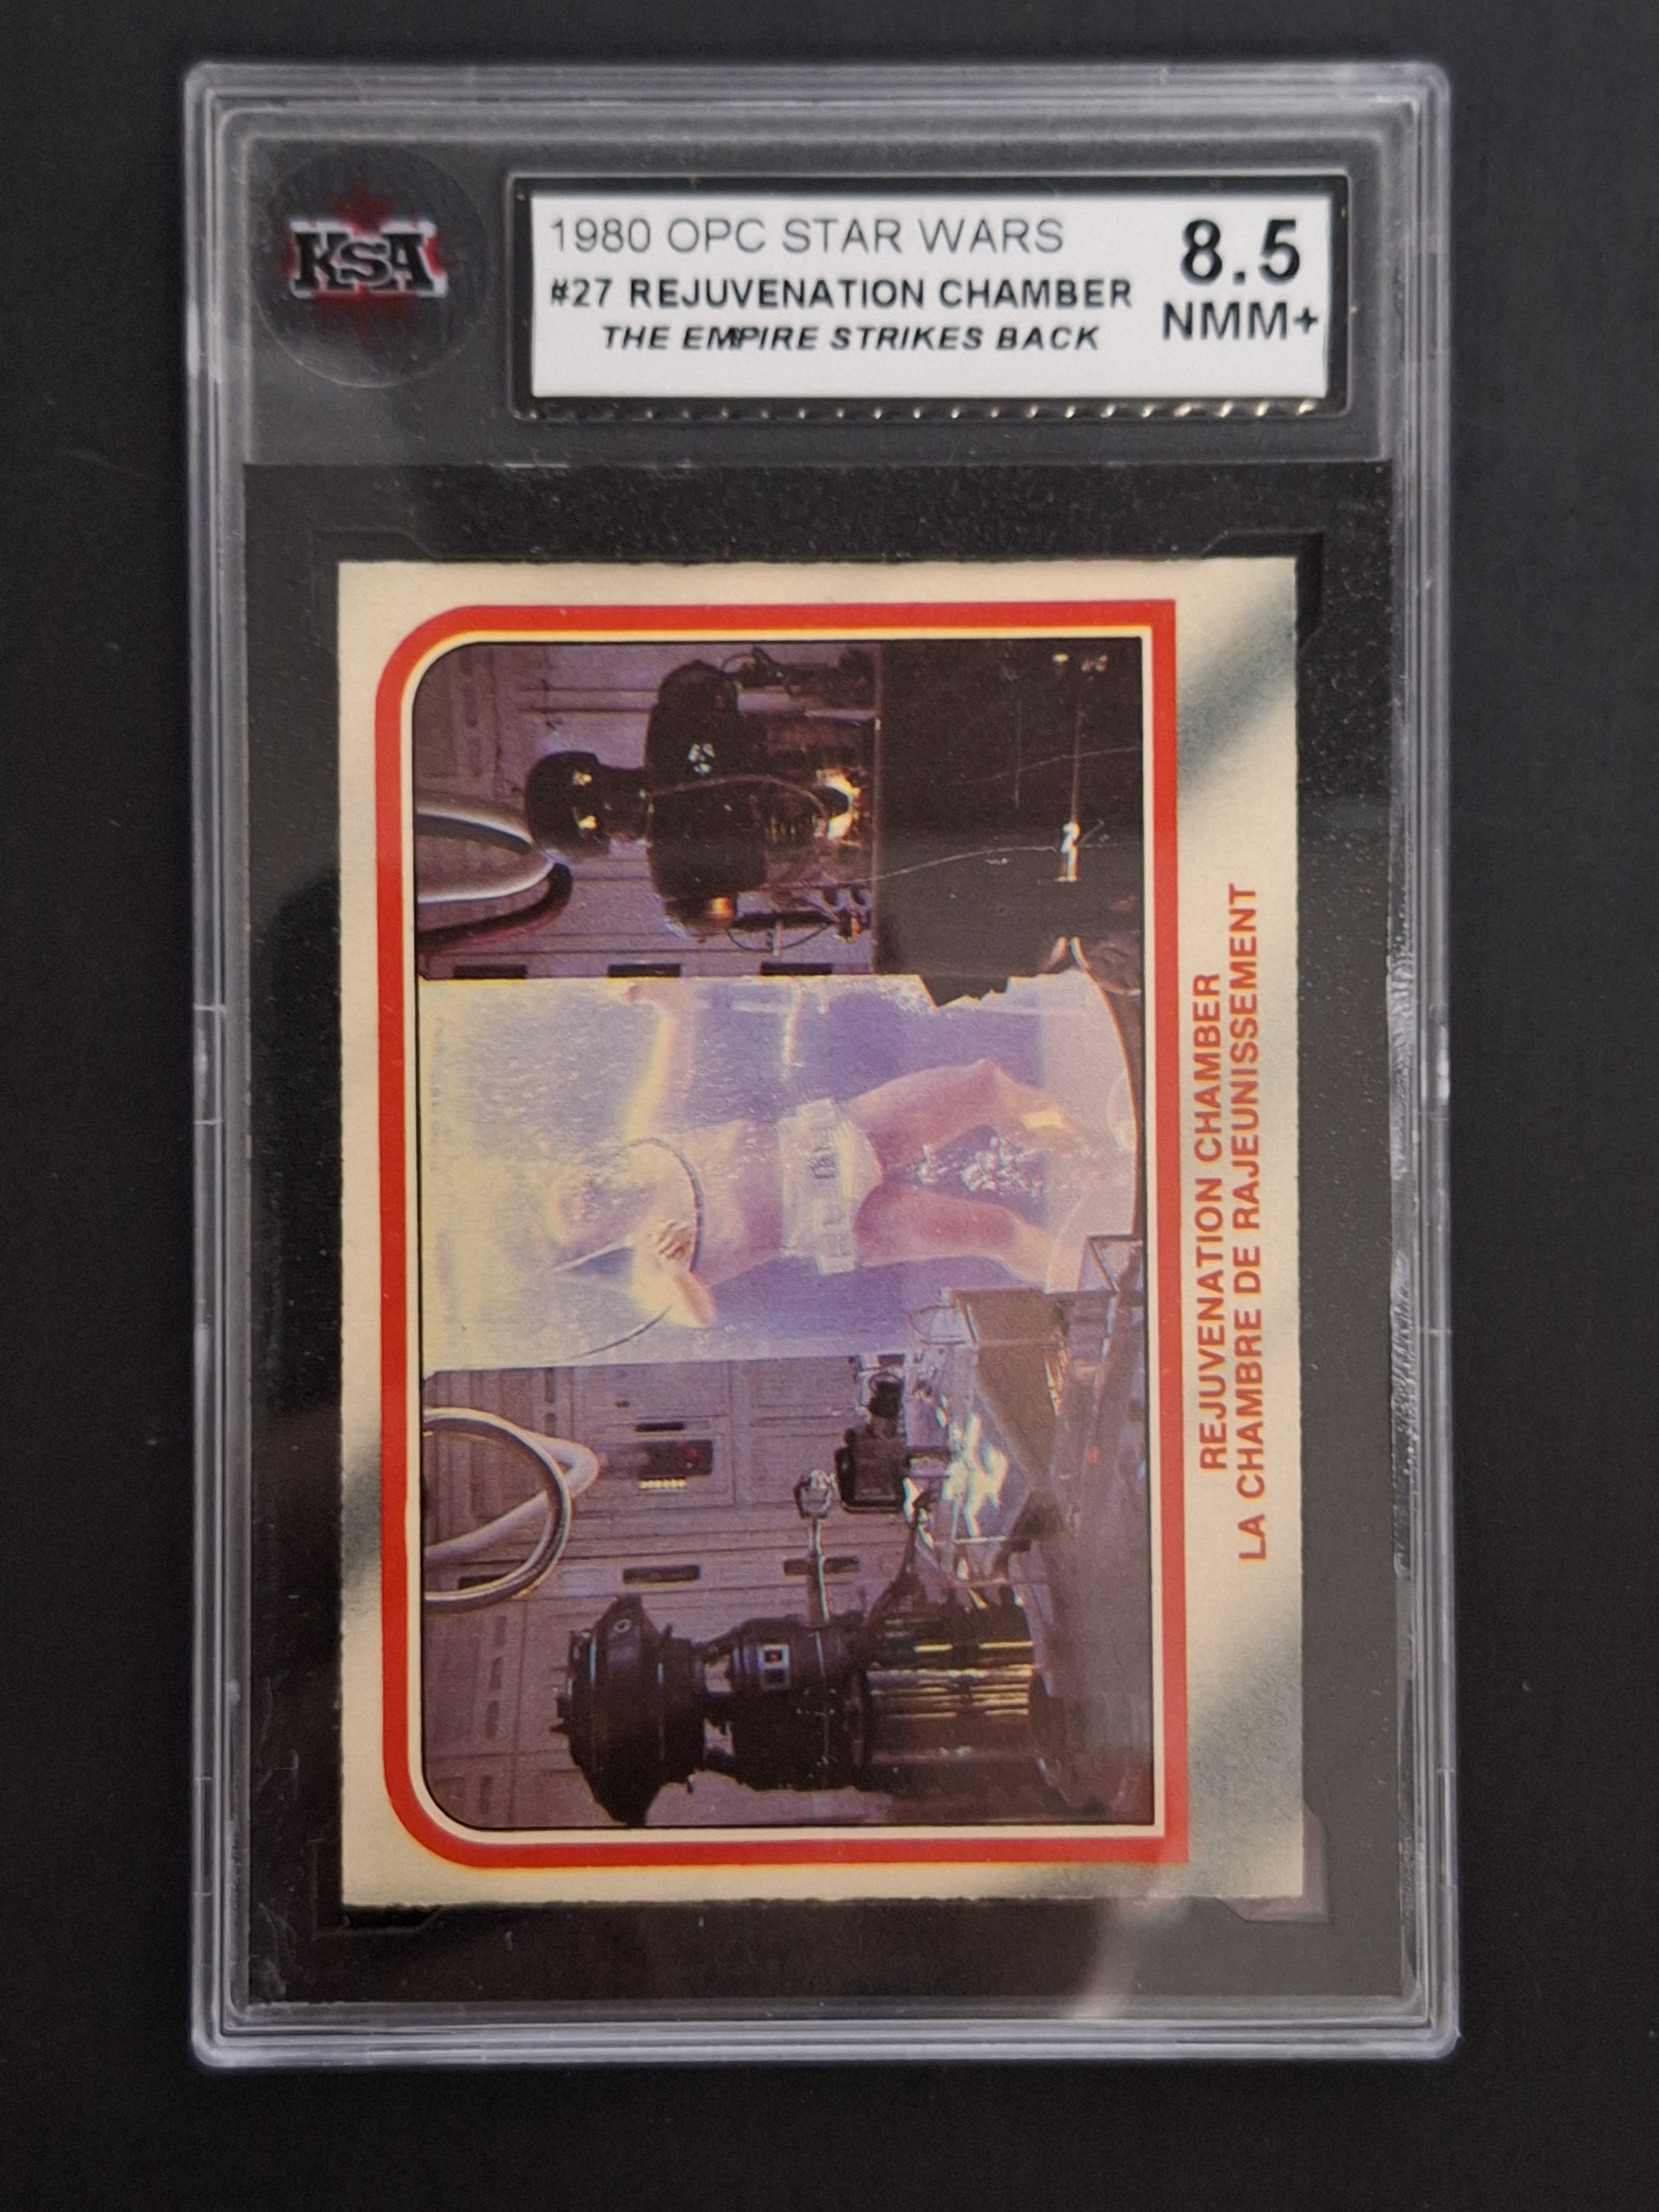 KSA
1980 OPC STAR WARS
#27 REJUVENATION CHAMBER
THE EMPIRE STRIKES BACK
8.5
NMM+
REJUVENATION CHAMBER
LA CHAMBRE DE RAJEUNISSEMENT